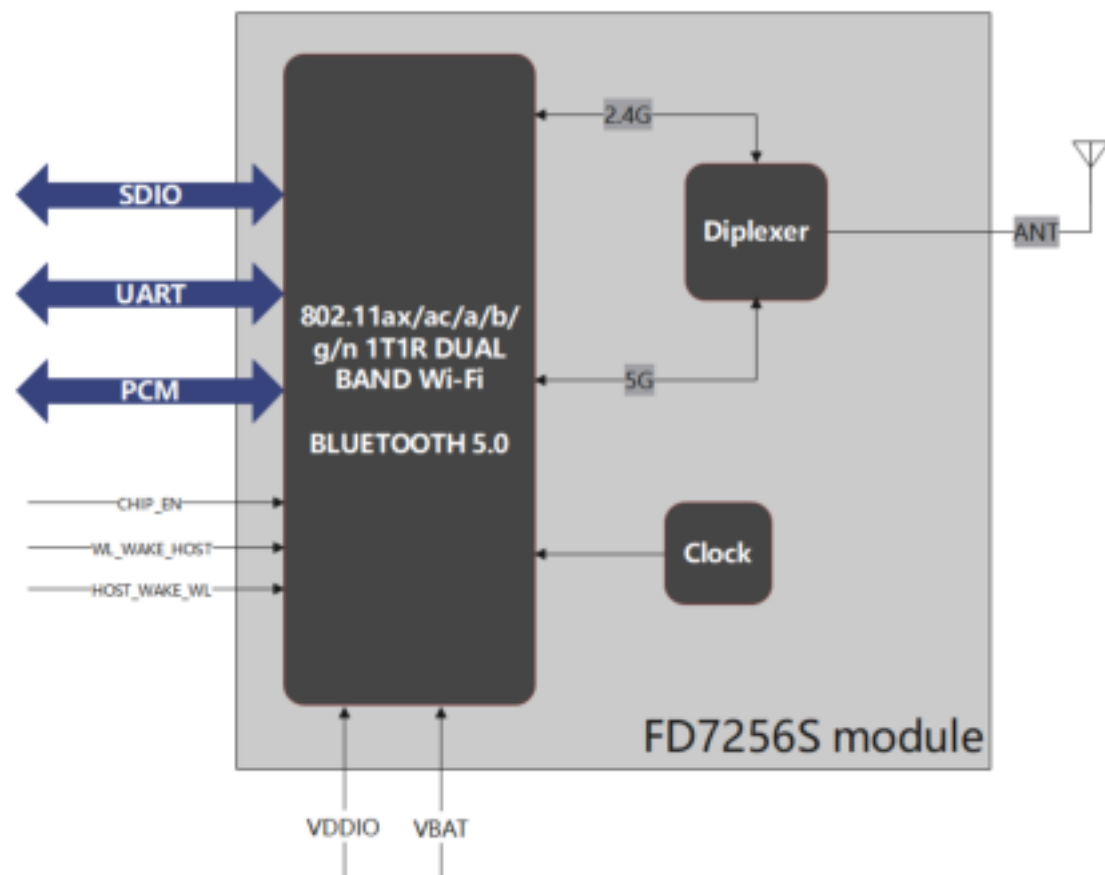 2.4G
SDIO
Diplexer
ANT
UART
802.11ax/ac/a/b/
g/n 1T1R DUAL
BAND Wi-Fi
5G
PCM
BLUETOOTH 5.0
CHIP_EN
WL_WAKE_HOST
Clock
HOST_WAKE_WL
FD7256S module
VDDIO
VBAT